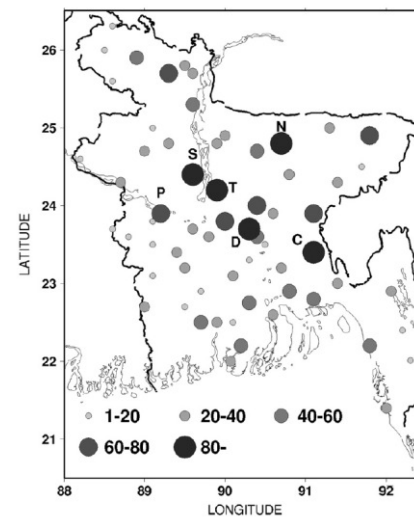 26
25
24
23
22
21
LATITUDE
N
S
T
P
D
C
1-20 20-40 40-60
60-80 80-
88 89 90 91 92
LONGITUDE